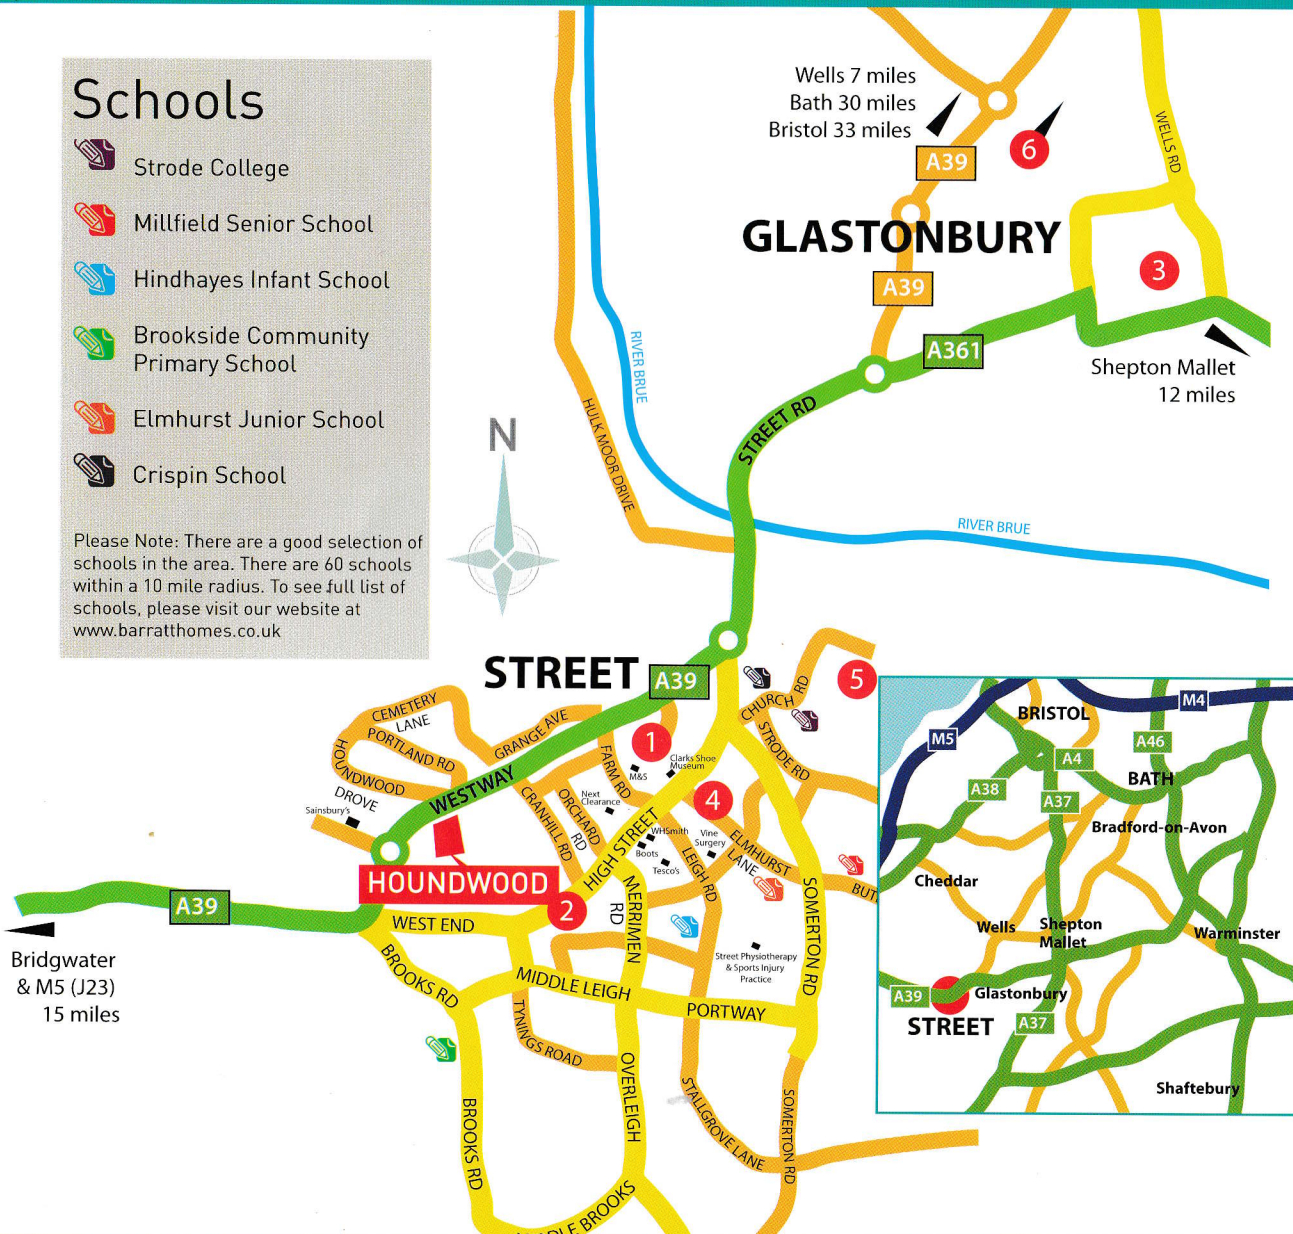 Schools
Strode College
Millfield Senior School
Hindhayes Infant School
Brookside Community
Primary School
Elmhurst Junior School
Crispin School
Please Note: There are a good selection of
schools in the area. There are 60 schools
within a 10 mile radius. To see full list of
schools, please visit our website at
www.barratthomes.co.uk
Wells 7 miles
Bath 30 miles
Bristol 33 miles
A39
6
WELLS RD
GLASTONBURY
3
A39
A361
Shepton Mallet
12 miles
RIVER BRUE
HULK MOOR DRIVE
STREET RD
N
RIVER BRUE
STREET
A39
5
CHURCH RD
STRODE RD
CEMETERY
LANE
PORTLAND RD
HOUNDWOOD
DROVE
GRANGE AVE
WESTWAY
FARM RD
1
M&S
Clarks Shoe
Museum
Next
Clearance
4
CRANHILL RD
ORCHARD
RD
Sainsbury's
HIGH STREET
WHSmith
Boots
Tesco's
Vine
Surgery
LEIGH RD
ELMHURST
LANE
HOUNDWOOD
2
A39
WEST END
MERRIMEN
RD
SOMERTON RD
Bridgwater
& M5 (J23)
15 miles
BROOKS RD
MIDDLE LEIGH
Street Physiotherapy
& Sports Injury
Practice
PORTWAY
TYNINGS ROAD
OVERLEIGH
STALLGROVE LANE
SOMERTON RD
BROOKS RD
BROOKS
M4
BRISTOL
M5
A46
A4
A38
BATH
A37
Bradford-on-Avon
Cheddar
Wells
Shepton
Mallet
Warminster
A39
Glastonbury
STREET
A37
Shaftebury